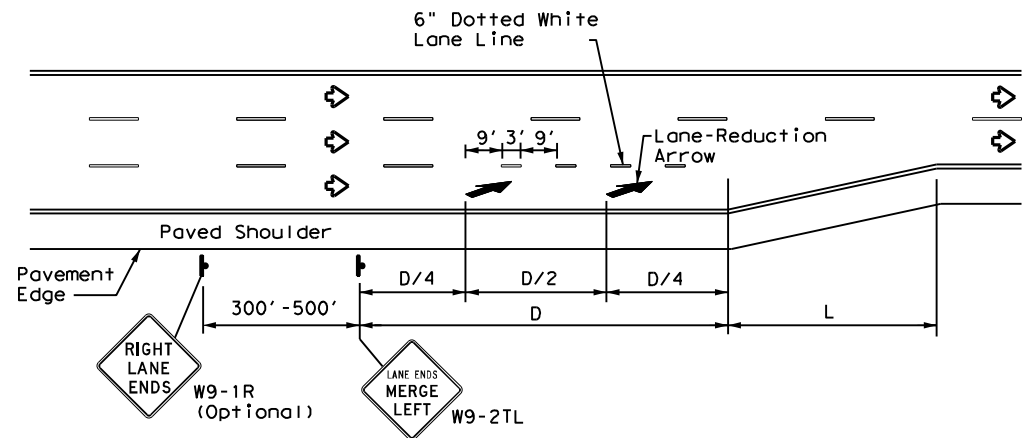 6" Dotted White
Lane Line
9' 3' 9'
Lane-Reduction
Arrow
Paved Shoulder
Pavement
Edge
D/4 D/2 D/4
300'-500' D L
RIGHT
LANE
ENDS
W9-1R
(Optional)
LANE ENDS
MERGE
LEFT
W9-2TL